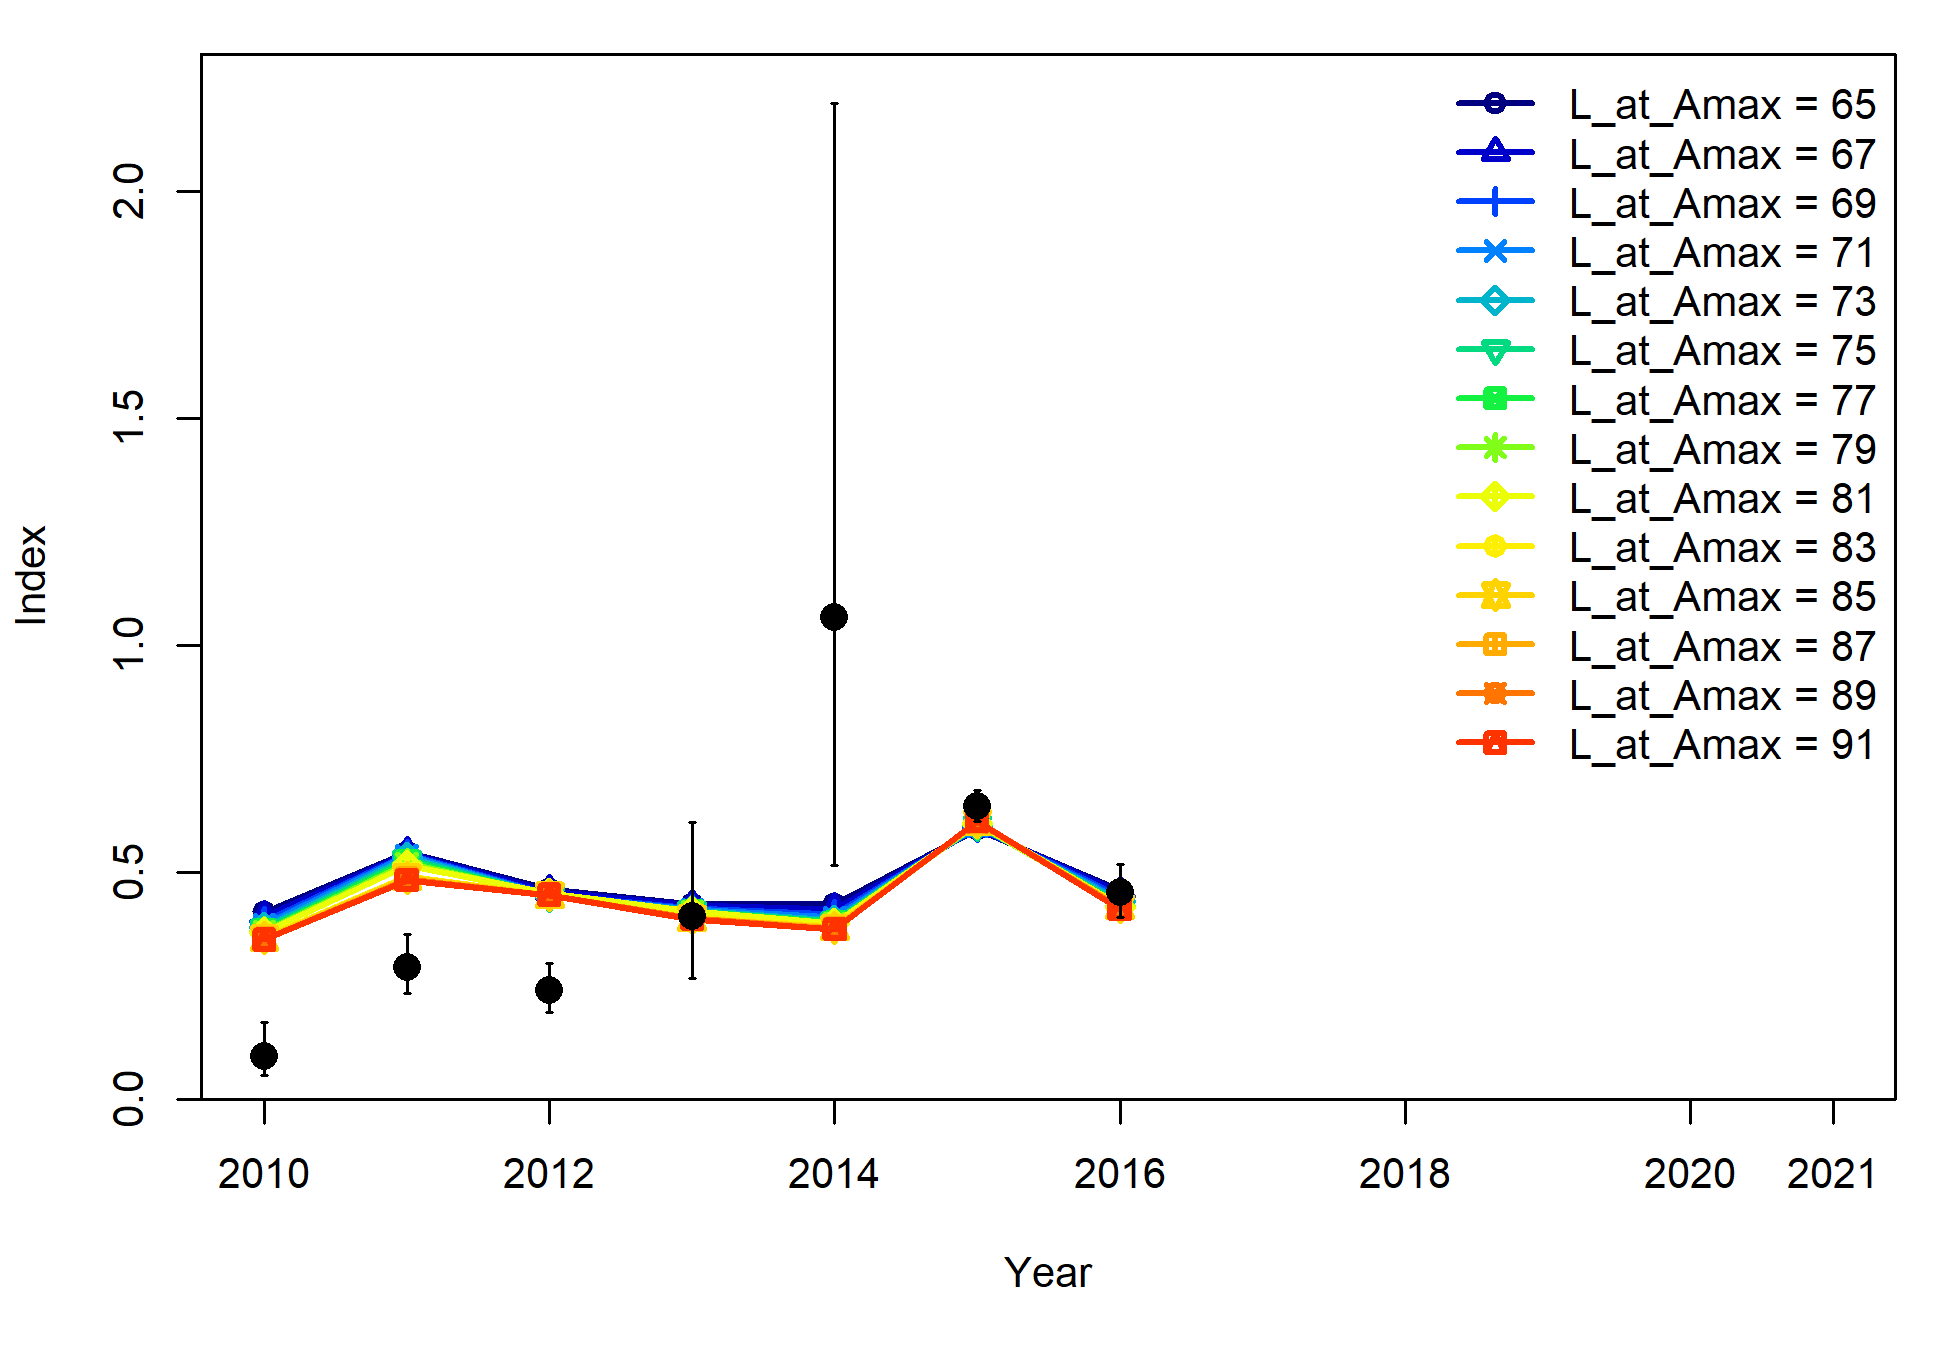 L_at_Amax = 65
L_at_Amax = 67
L_at_Amax = 69
L_at_Amax = 71
L_at_Amax = 73
L_at_Amax = 75
L_at_Amax = 77
L_at_Amax = 79
L_at_Amax = 81
L_at_Amax = 83
L_at_Amax = 85
L_at_Amax = 87
L_at_Amax = 89
L_at_Amax = 91
2.0
1.5
1.0
0.5
0.0
Index
2010 2012 2014 2016 2018 2020 2021
Year